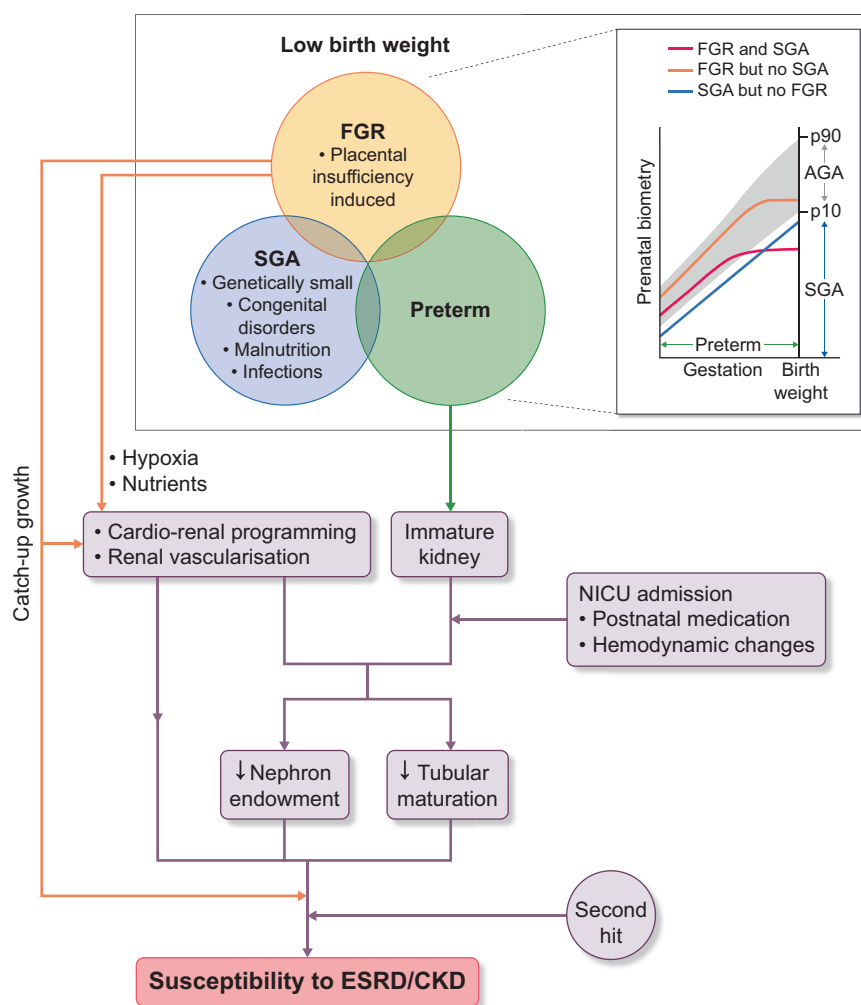 Low birth weight
FGR
• Placental
insufficiency
induced
SGA
• Genetically small
• Congenital
disorders
• Malnutrition
• Infections
Preterm
FGR and SGA
FGR but no SGA
SGA but no FGR
Prenatal biometry
p90
AGA
p10
SGA
Preterm
Gestation
Birth
weight
Catch-up growth
• Hypoxia
• Nutrients
• Cardio-renal programming
• Renal vascularisation
Immature
kidney
NICU admission
• Postnatal medication
• Hemodynamic changes
↓ Nephron
endowment
↓ Tubular
maturation
Second
hit
Susceptibility to ESRD/CKD